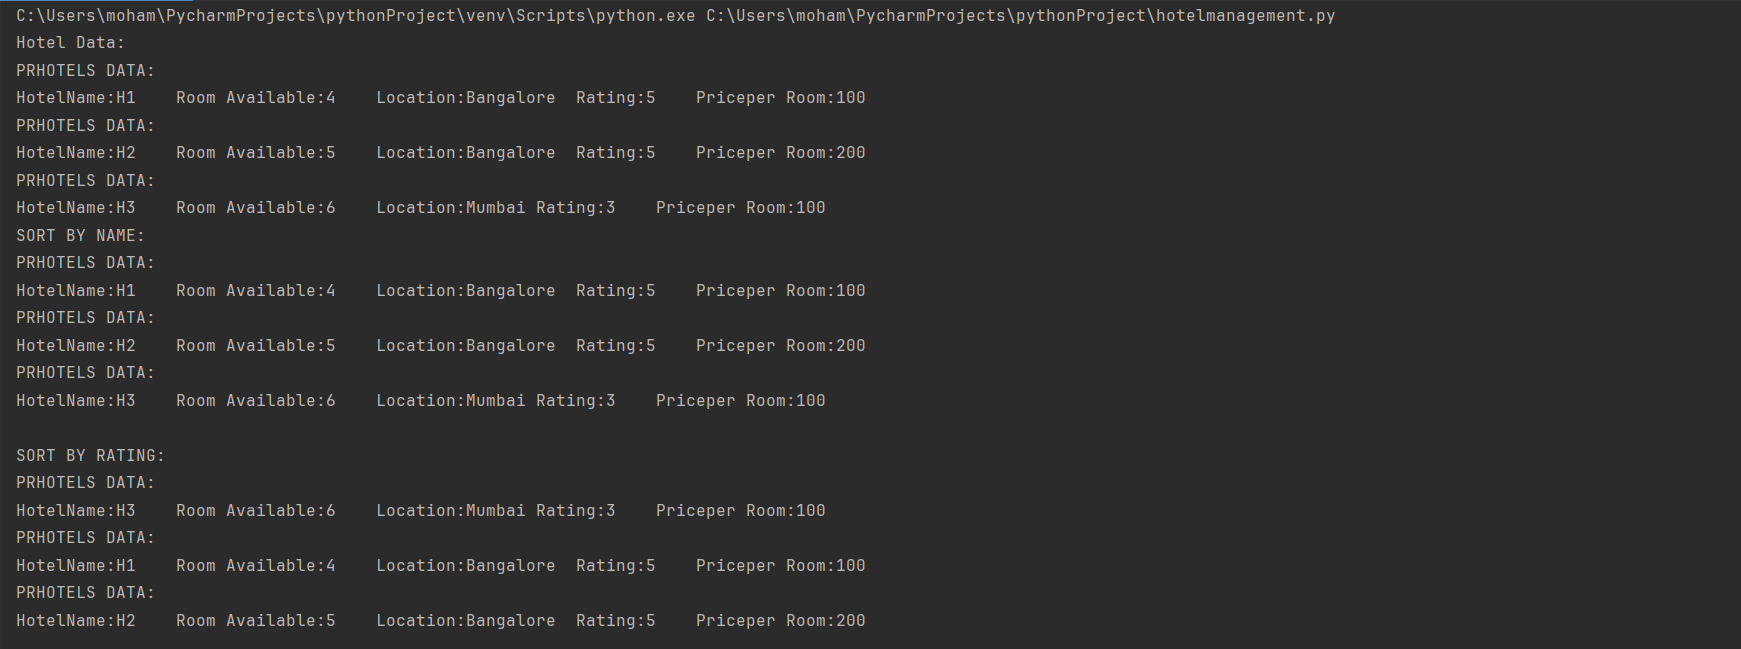 C:\Users\moham\PycharmProjects\pythonProject\venv\Scripts\python.exe C:\Users\moham\PycharmProjects\pythonProject\hotelmanagement.py
Hotel Data:
PRHOTELS DATA:
HotelName:H1    Room Available:4    Location:Bangalore  Rating:5    Priceper Room:100
PRHOTELS DATA:
HotelName:H2    Room Available:5    Location:Bangalore  Rating:5    Priceper Room:200
PRHOTELS DATA:
HotelName:H3    Room Available:6    Location:Mumbai Rating:3    Priceper Room:100
SORT BY NAME:
PRHOTELS DATA:
HotelName:H1    Room Available:4    Location:Bangalore  Rating:5    Priceper Room:100
PRHOTELS DATA:
HotelName:H2    Room Available:5    Location:Bangalore  Rating:5    Priceper Room:200
PRHOTELS DATA:
HotelName:H3    Room Available:6    Location:Mumbai Rating:3    Priceper Room:100

SORT BY RATING:
PRHOTELS DATA:
HotelName:H3    Room Available:6    Location:Mumbai Rating:3    Priceper Room:100
PRHOTELS DATA:
HotelName:H1    Room Available:4    Location:Bangalore  Rating:5    Priceper Room:100
PRHOTELS DATA:
HotelName:H2    Room Available:5    Location:Bangalore  Rating:5    Priceper Room:200